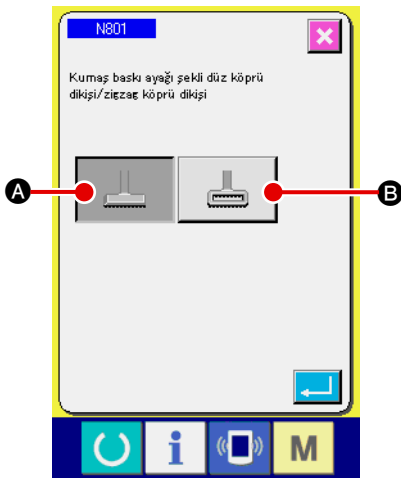 N801
Kumaş baskı ayağı şekli düz köprü
dikişi/zigzag köprü dikişi
A
B
M